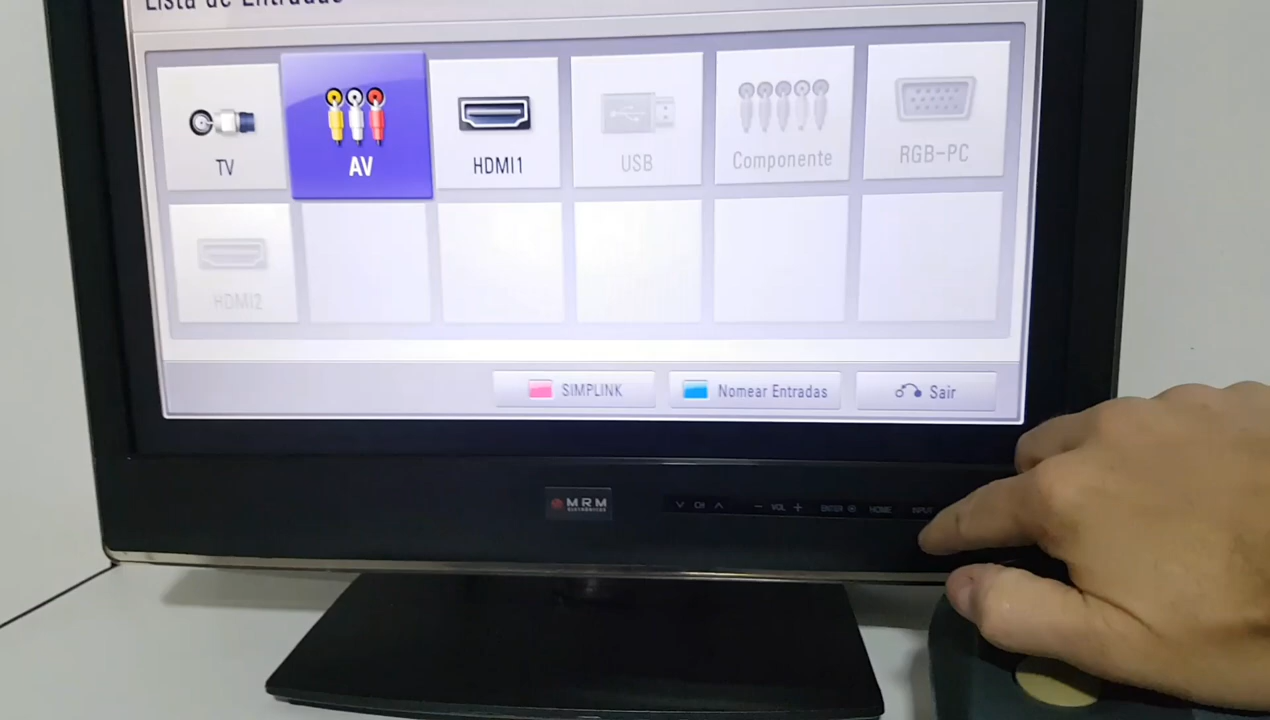 Lista de Entradas
TV
AV
HDMI1
USB
Componente
RGB-PC
HDMI2
SIMPLINK
Nomear Entradas
Sair
MRM
ELETRÔNICOS
CH
- VOL +
ENTER
HOME
INPUT